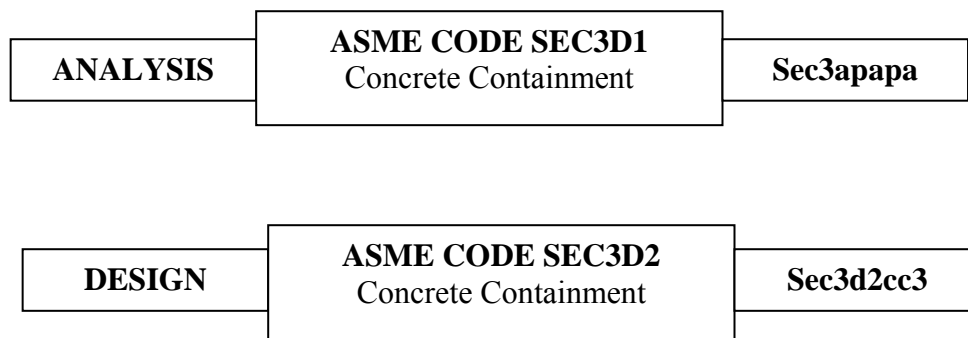 ANALYSIS
ASME CODE SEC3D1
Concrete Containment
Sec3apapa
DESIGN
ASME CODE SEC3D2
Concrete Containment
Sec3d2cc3